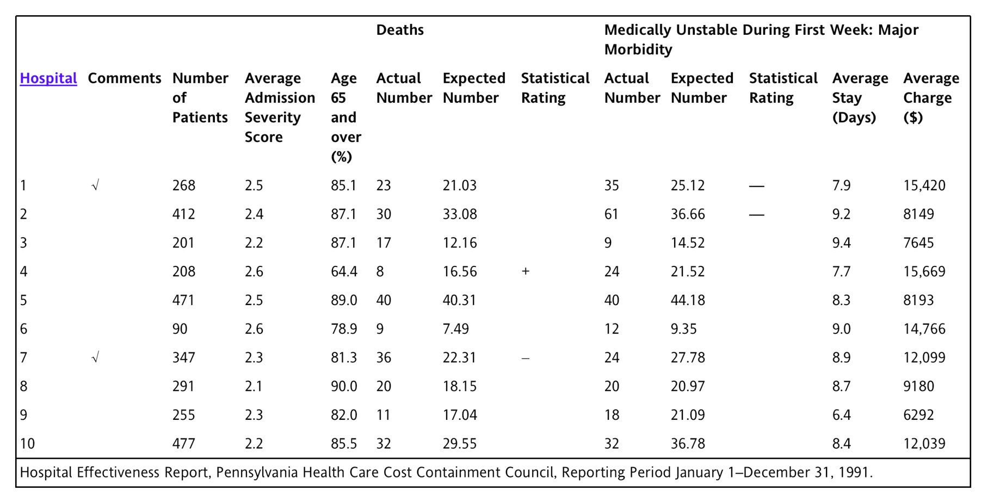 Deaths Medically Unstable During First Week: Major
Morbidity
Hospital Comments Number Average Age Actual Expected Statistical Actual Expected Statistical Average Average
of Admission 65 Number Number Rating Number Number Rating Stay Charge
Patients Severity and (Days) ($)
Score over
(%)
1 √ 268 2.5 85.1 23 21.03 35 25.12 — 7.9 15,420
2 412 2.4 87.1 30 33.08 61 36.66 — 9.2 8149
3 201 2.2 87.1 17 12.16 9 14.52 9.4 7645
4 208 2.6 64.4 8 16.56 + 24 21.52 7.7 15,669
5 471 2.5 89.0 40 40.31 40 44.18 8.3 8193
6 90 2.6 78.9 9 7.49 12 9.35 9.0 14,766
7 √ 347 2.3 81.3 36 22.31 – 24 27.78 8.9 12,099
8 291 2.1 90.0 20 18.15 20 20.97 8.7 9180
9 255 2.3 82.0 11 17.04 18 21.09 6.4 6292
10 477 2.2 85.5 32 29.55 32 36.78 8.4 12,039
Hospital Effectiveness Report, Pennsylvania Health Care Cost Containment Council, Reporting Period January 1–December 31, 1991.